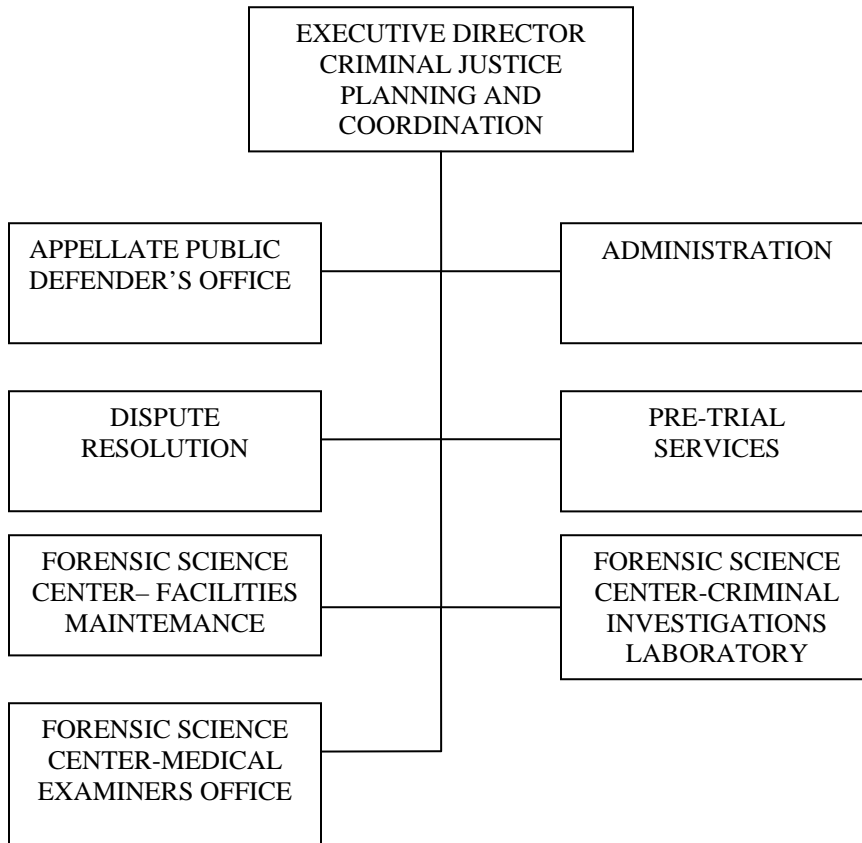 EXECUTIVE DIRECTOR
CRIMINAL JUSTICE
PLANNING AND
COORDINATION
APPELLATE PUBLIC
DEFENDER’S OFFICE
ADMINISTRATION
DISPUTE
RESOLUTION
PRE-TRIAL
SERVICES
FORENSIC SCIENCE
CENTER– FACILITIES
MAINTEMANCE
FORENSIC SCIENCE
CENTER-CRIMINAL
INVESTIGATIONS
LABORATORY
FORENSIC SCIENCE
CENTER-MEDICAL
EXAMINERS OFFICE